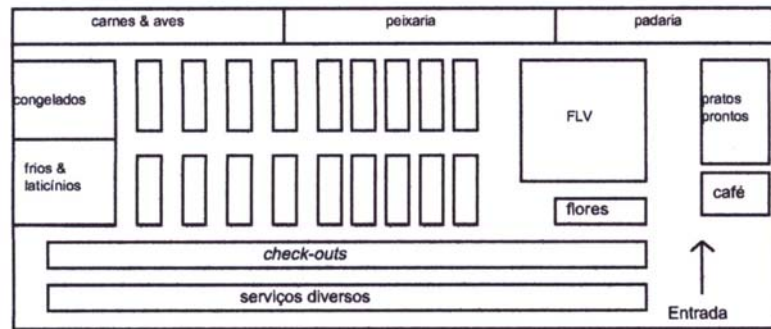 carnes & aves
peixaria
padaria
congelados
FLV
pratos
prontos
frios &
laticínios
flores
café
check-outs
serviços diversos
Entrada